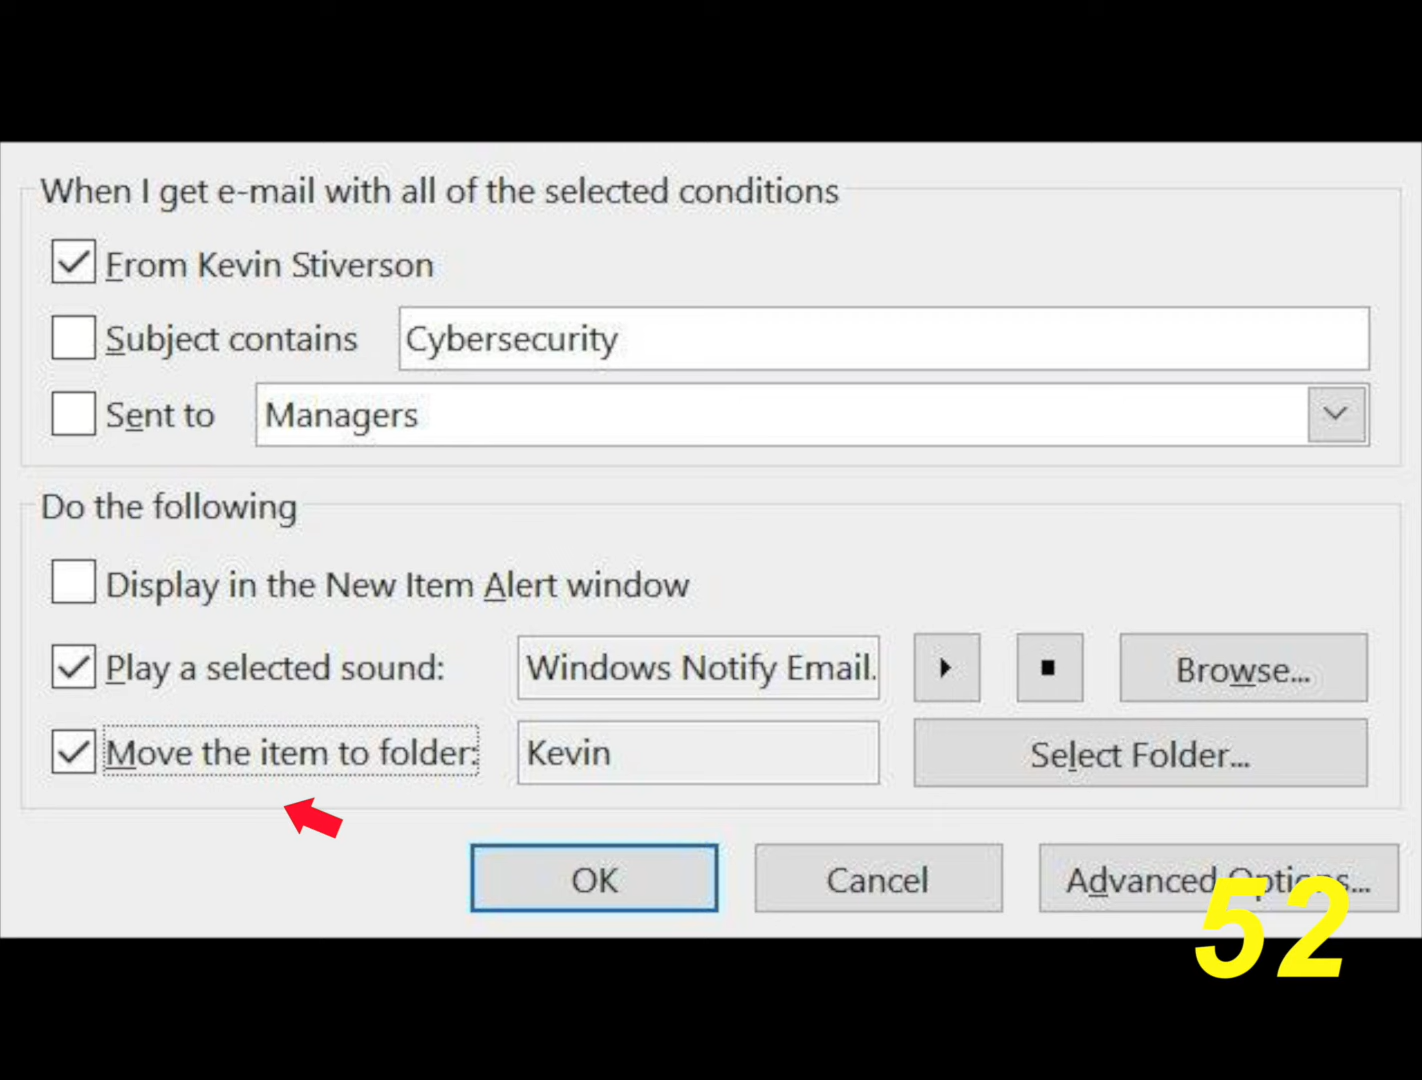 When I get e-mail with all of the selected conditions
From Kevin Stiverson
Subject contains Cybersecurity
Sent to Managers
Do the following
Display in the New Item Alert window
Play a selected sound: Windows Notify Email. Browse...
Move the item to folder: Kevin Select Folder...
OK Cancel Advanced Options...
52